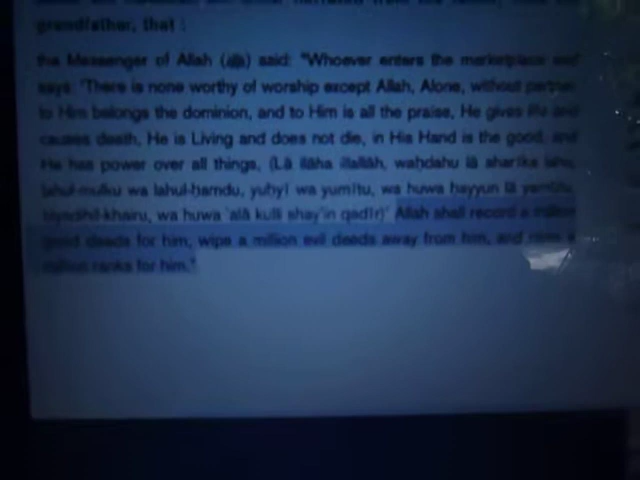 grandfather, that :
the Messenger of Allah (ﷺ) said: "Whoever enters the marketplace and
says: 'There is none worthy of worship except Allah, Alone, without partner,
to Him belongs the dominion, and to Him is all the praise, He gives life and
causes death, He is Living and does not die, in His Hand is the good, and
He has power over all things, (Lā ilāha illallāh, waḥdahu lā sharīka lahu,
lahul-mulku wa lahul-ḥamdu, yuḥyī wa yumītu, wa huwa ḥayyun lā yamūtu,
biyadihil-khairu, wa huwa 'alā kulli shay'in qadīr)' Allah shall record a million
good deeds for him, wipe a million evil deeds away from him, and raise a
million ranks for him."